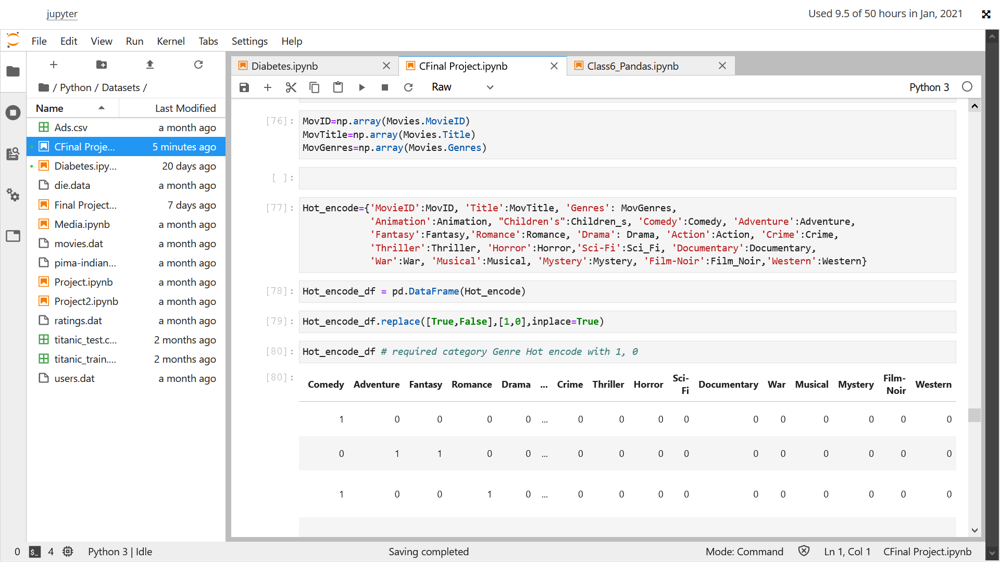 jupyter
Used 9.5 of 50 hours in Jan, 2021
File Edit View Run Kernel Tabs Settings Help
/ Python / Datasets /
Name Last Modified
Ads.csv a month ago
CFinal Proje... 5 minutes ago
Diabetes.ipy... 20 days ago
die.data a month ago
Final Project... 7 days ago
Media.ipynb a month ago
movies.dat a month ago
pima-indian... a month ago
Project.ipynb a month ago
Project2.ipynb a month ago
ratings.dat a month ago
titanic_test.c... 2 months ago
titanic_train.... 2 months ago
users.dat a month ago
Diabetes.ipynb CFinal Project.ipynb Class6_Pandas.ipynb
Raw Python 3
[76]: MovID=np.array(Movies.MovieID)
MovTitle=np.array(Movies.Title)
MovGenres=np.array(Movies.Genres)
[ ]:
[77]: Hot_encode={'MovieID':MovID, 'Title':MovTitle, 'Genres': MovGenres,
'Animation':Animation, "Children's":Children_s, 'Comedy':Comedy, 'Adventure':Adventure,
'Fantasy':Fantasy,'Romance':Romance, 'Drama': Drama, 'Action':Action, 'Crime':Crime,
'Thriller':Thriller, 'Horror':Horror,'Sci-Fi':Sci_Fi, 'Documentary':Documentary,
'War':War, 'Musical':Musical, 'Mystery':Mystery, 'Film-Noir':Film_Noir,'Western':Western}
[78]: Hot_encode_df = pd.DataFrame(Hot_encode)
[79]: Hot_encode_df.replace([True,False],[1,0],inplace=True)
[80]: Hot_encode_df # required category Genre Hot encode with 1, 0
[80]:
Comedy Adventure Fantasy Romance Drama ... Crime Thriller Horror Sci-Fi Documentary War Musical Mystery Film-Noir Western
1 0 0 0 0 ... 0 0 0 0 0 0 0 0 0 0
0 1 1 0 0 ... 0 0 0 0 0 0 0 0 0 0
1 0 0 1 0 ... 0 0 0 0 0 0 0 0 0 0
0 $_ 4 Python 3 | Idle Saving completed Mode: Command Ln 1, Col 1 CFinal Project.ipynb